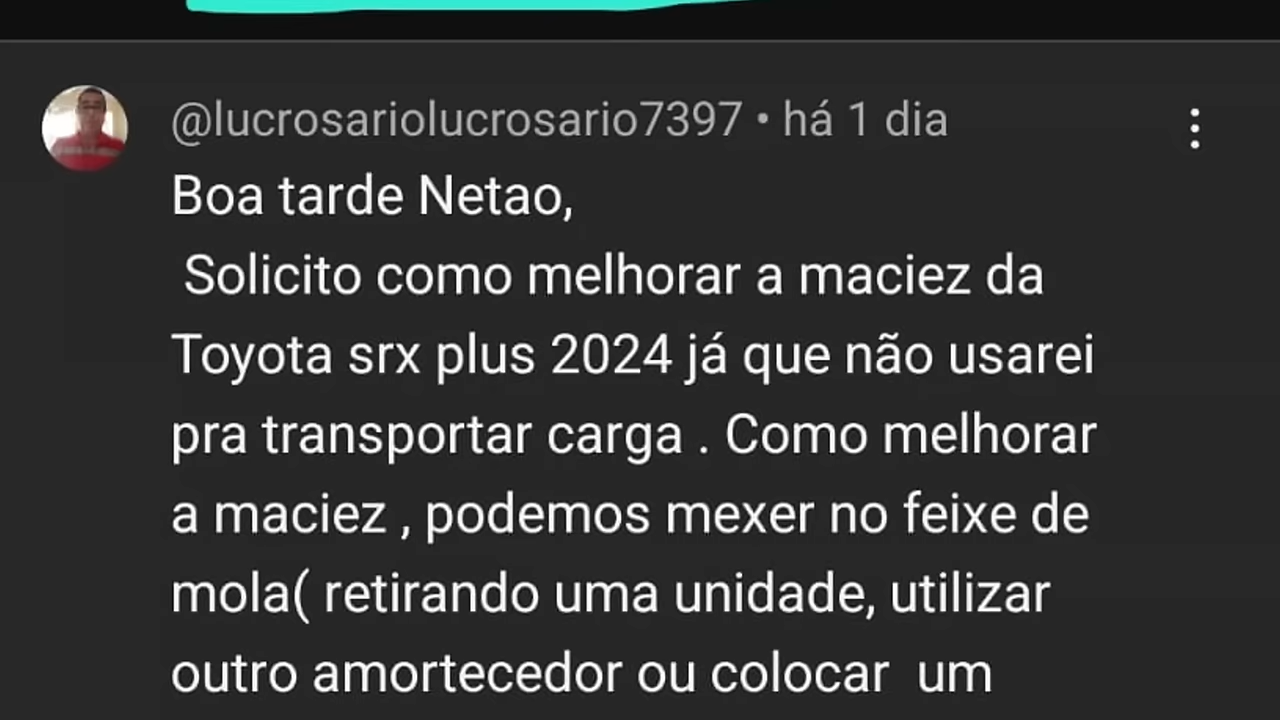 @lucrosariolucrosario7397 • há 1 dia
Boa tarde Netao,
Solicito como melhorar a maciez da
Toyota srx plus 2024 já que não usarei
pra transportar carga . Como melhorar
a maciez , podemos mexer no feixe de
mola( retirando uma unidade, utilizar
outro amortecedor ou colocar  um